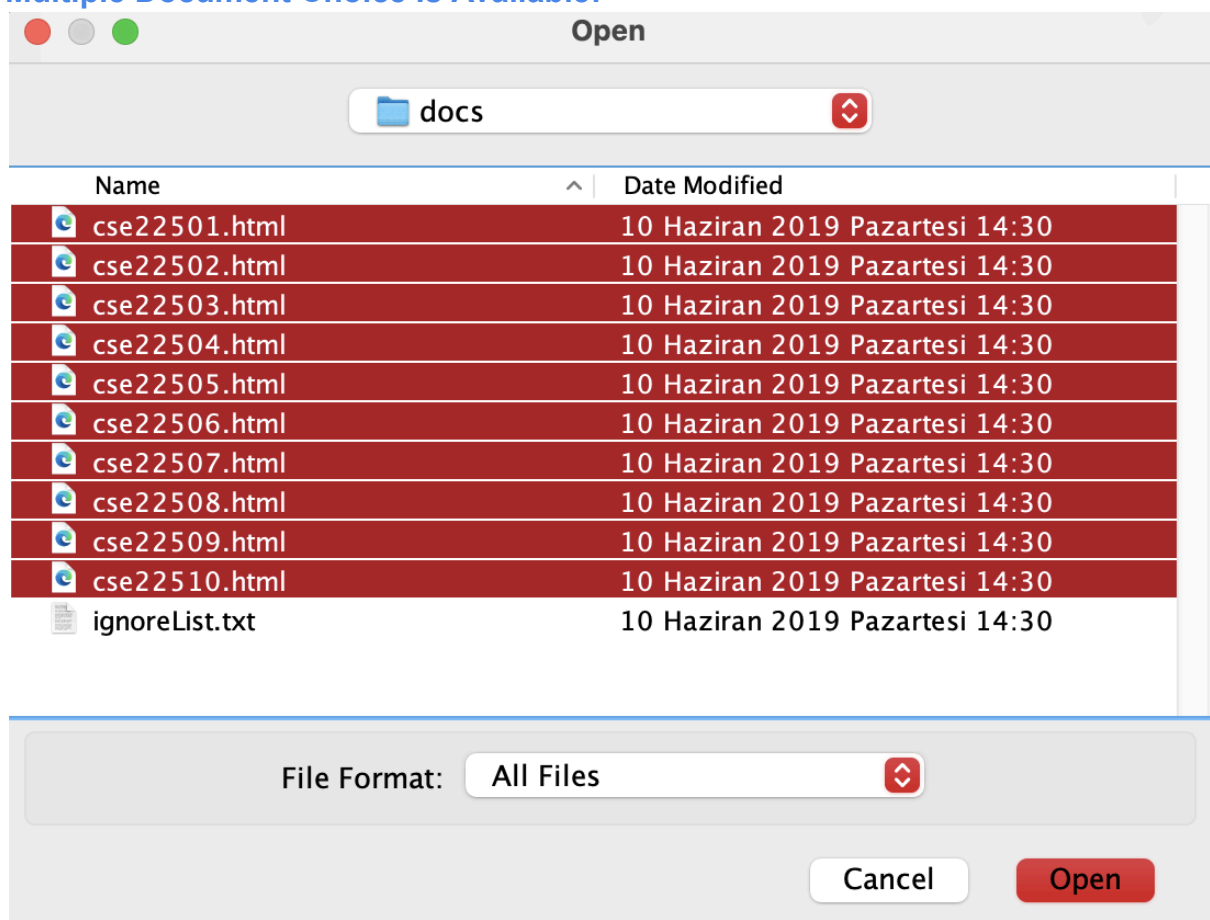 Multiple Document Choice is Available:
Open
docs
Name Date Modified
cse22501.html 10 Haziran 2019 Pazartesi 14:30
cse22502.html 10 Haziran 2019 Pazartesi 14:30
cse22503.html 10 Haziran 2019 Pazartesi 14:30
cse22504.html 10 Haziran 2019 Pazartesi 14:30
cse22505.html 10 Haziran 2019 Pazartesi 14:30
cse22506.html 10 Haziran 2019 Pazartesi 14:30
cse22507.html 10 Haziran 2019 Pazartesi 14:30
cse22508.html 10 Haziran 2019 Pazartesi 14:30
cse22509.html 10 Haziran 2019 Pazartesi 14:30
cse22510.html 10 Haziran 2019 Pazartesi 14:30
ignoreList.txt 10 Haziran 2019 Pazartesi 14:30
File Format: All Files
Cancel Open